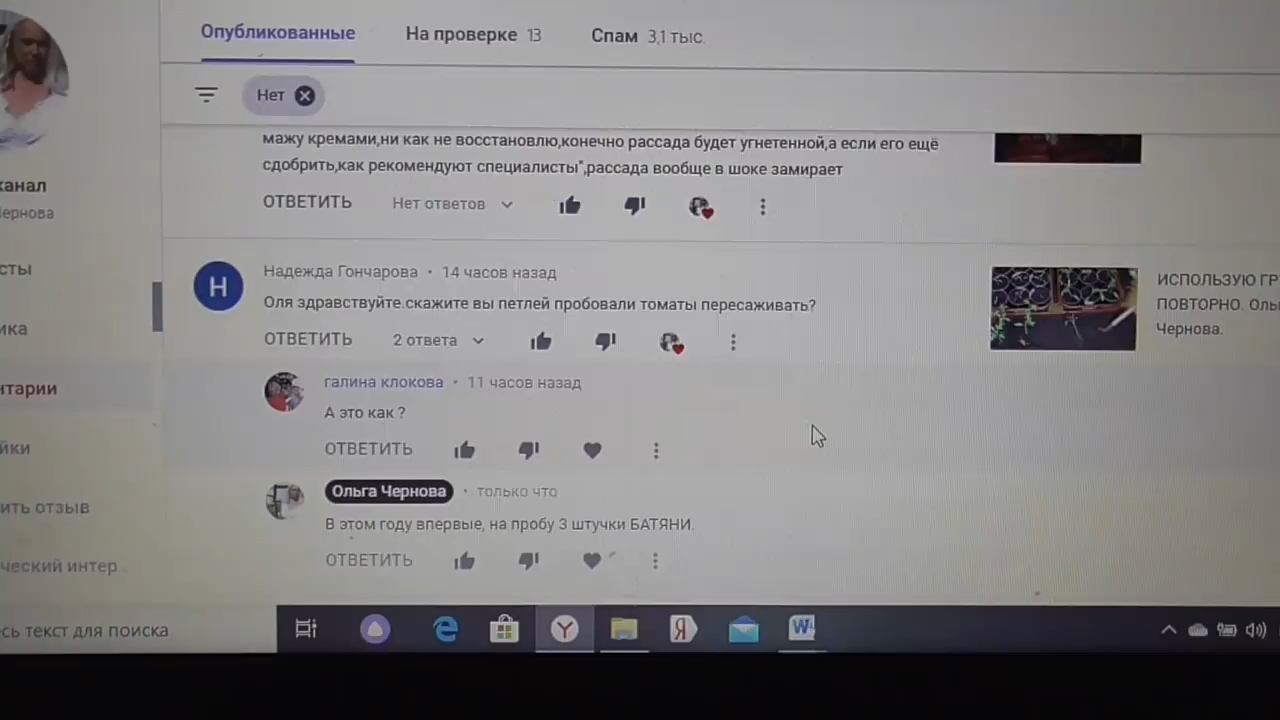 Опубликованные
На проверке 13
Спам 3,1 тыс.
Нет
мажу кремами,ни как не восстановлю,конечно рассада будет угнетенной,а если его ещё
сдобрить,как рекомендуют специалисты",рассада вообще в шоке замирает
ОТВЕТИТЬ Нет ответов
канал
Чернова
Н
Надежда Гончарова • 14 часов назад
Оля здравствуйте.скажите вы петлей пробовали томаты пересаживать?
ОТВЕТИТЬ 2 ответа
ИСПОЛЬЗУЮ ГР
ПОВТОРНО. Оль
Чернова.
галина клокова • 11 часов назад
А это как ?
ОТВЕТИТЬ
Ольга Чернова • только что
В этом году впервые, на пробу 3 штучки БАТЯНИ.
ОТВЕТИТЬ
сты
ика
нтарии
йки
ить отзыв
ческий интер...
сь текст для поиска
Y
Я
W